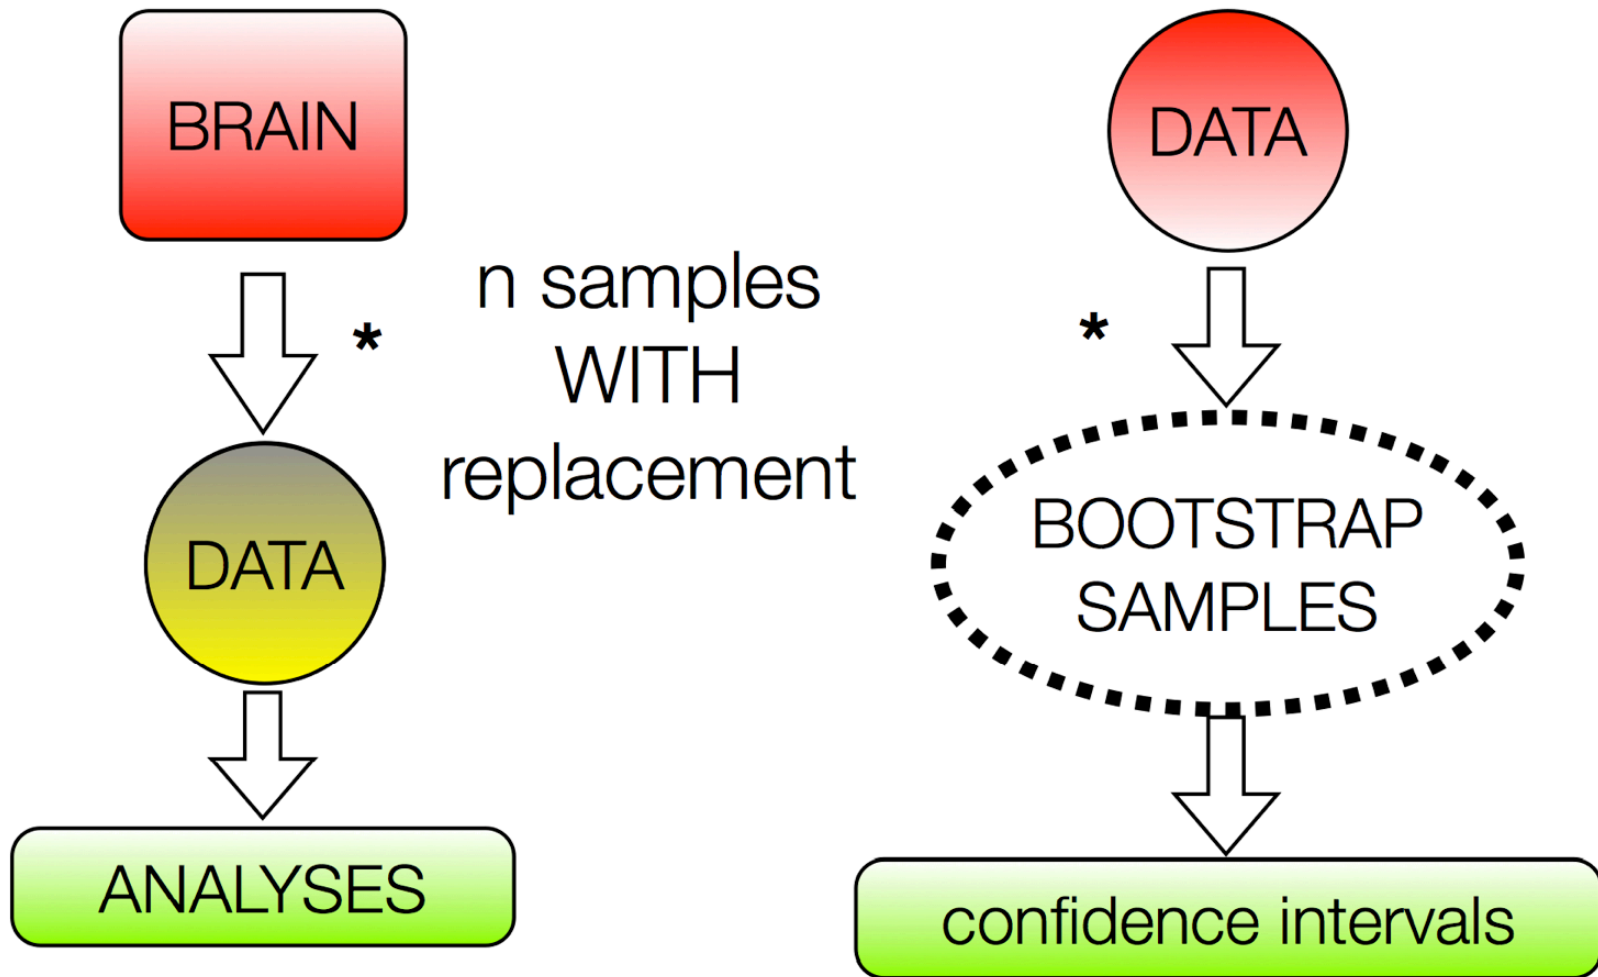 BRAIN
*
DATA
ANALYSES
n samples
WITH
replacement
DATA
*
BOOTSTRAP
SAMPLES
confidence intervals